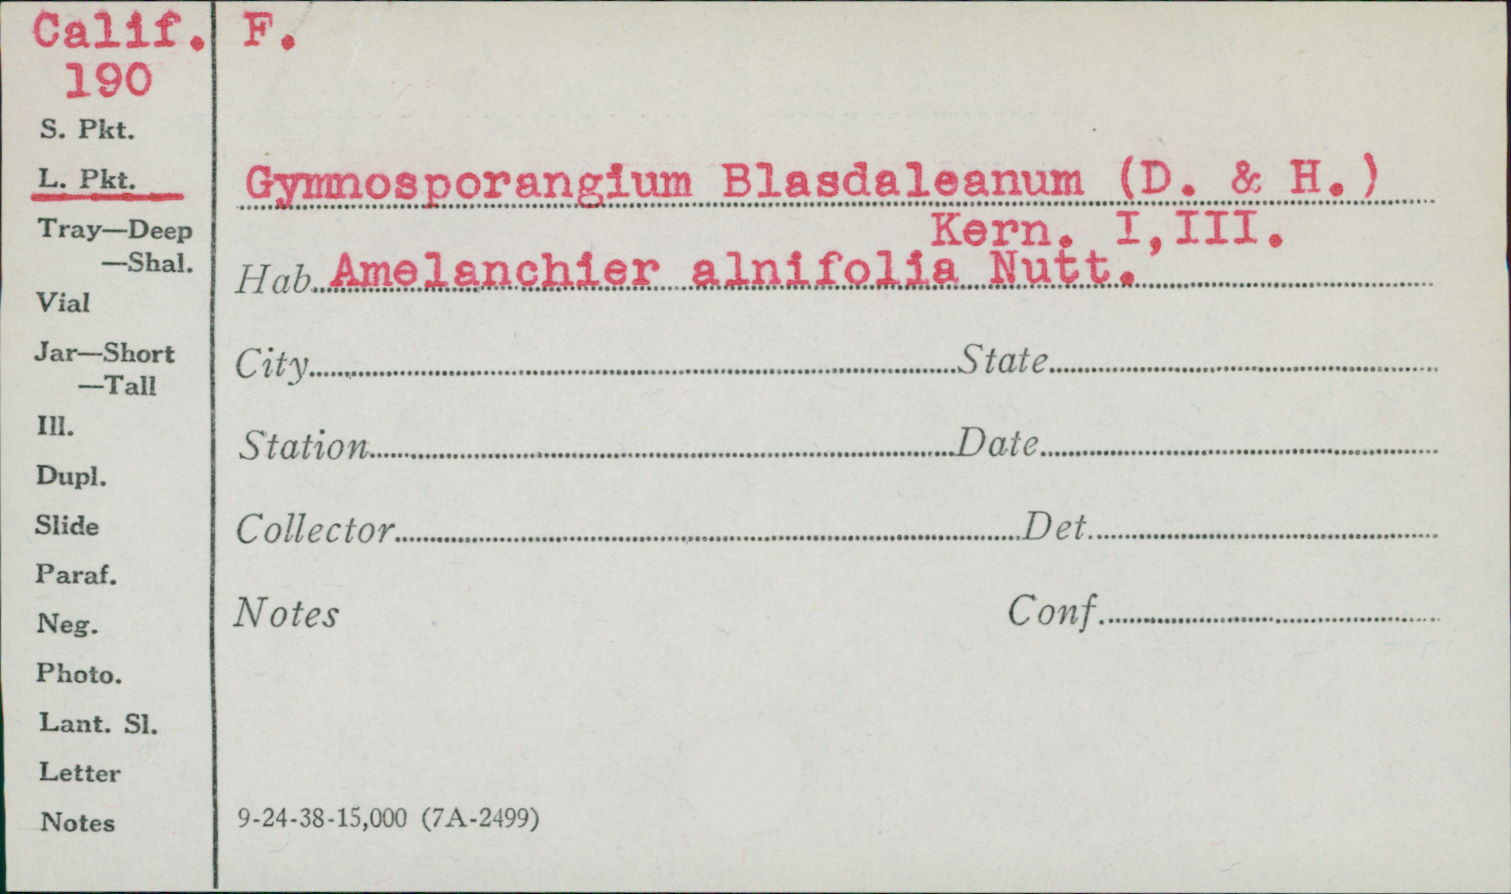 Calif. F.
190
S. Pkt.
L. Pkt.
Tray—Deep
—Shal.
Vial
Jar—Short
—Tall
Ill.
Dupl.
Slide
Paraf.
Neg.
Photo.
Lant. Sl.
Letter
Notes
Gymnosporangium Blasdaleanum (D. & H.)
Kern. I,III.
Hab. Amelanchier alnifolia Nutt.
City State
Station Date
Collector Det.
Notes Conf.
9-24-38-15,000 (7A-2499)